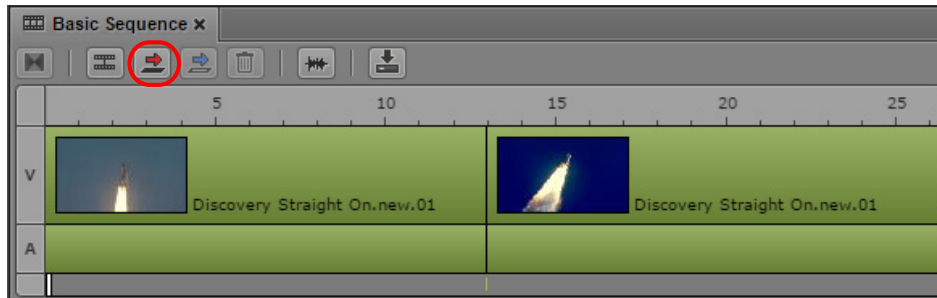 Basic Sequence ×
5 10 15 20 25
V Discovery Straight On.new.01 Discovery Straight On.new.01
A